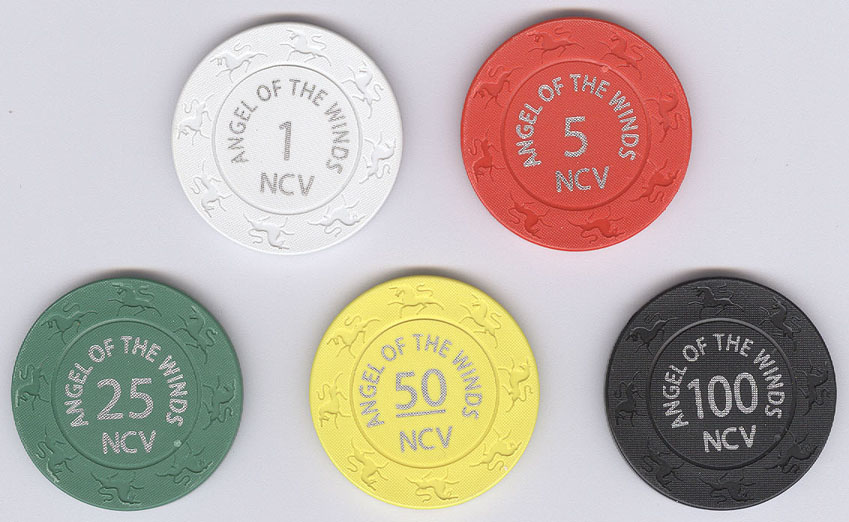 ANGEL OF THE WINDS
1
NCV
ANGEL OF THE WINDS
5
NCV
ANGEL OF THE WINDS
25
NCV
ANGEL OF THE WINDS
50
NCV
ANGEL OF THE WINDS
100
NCV